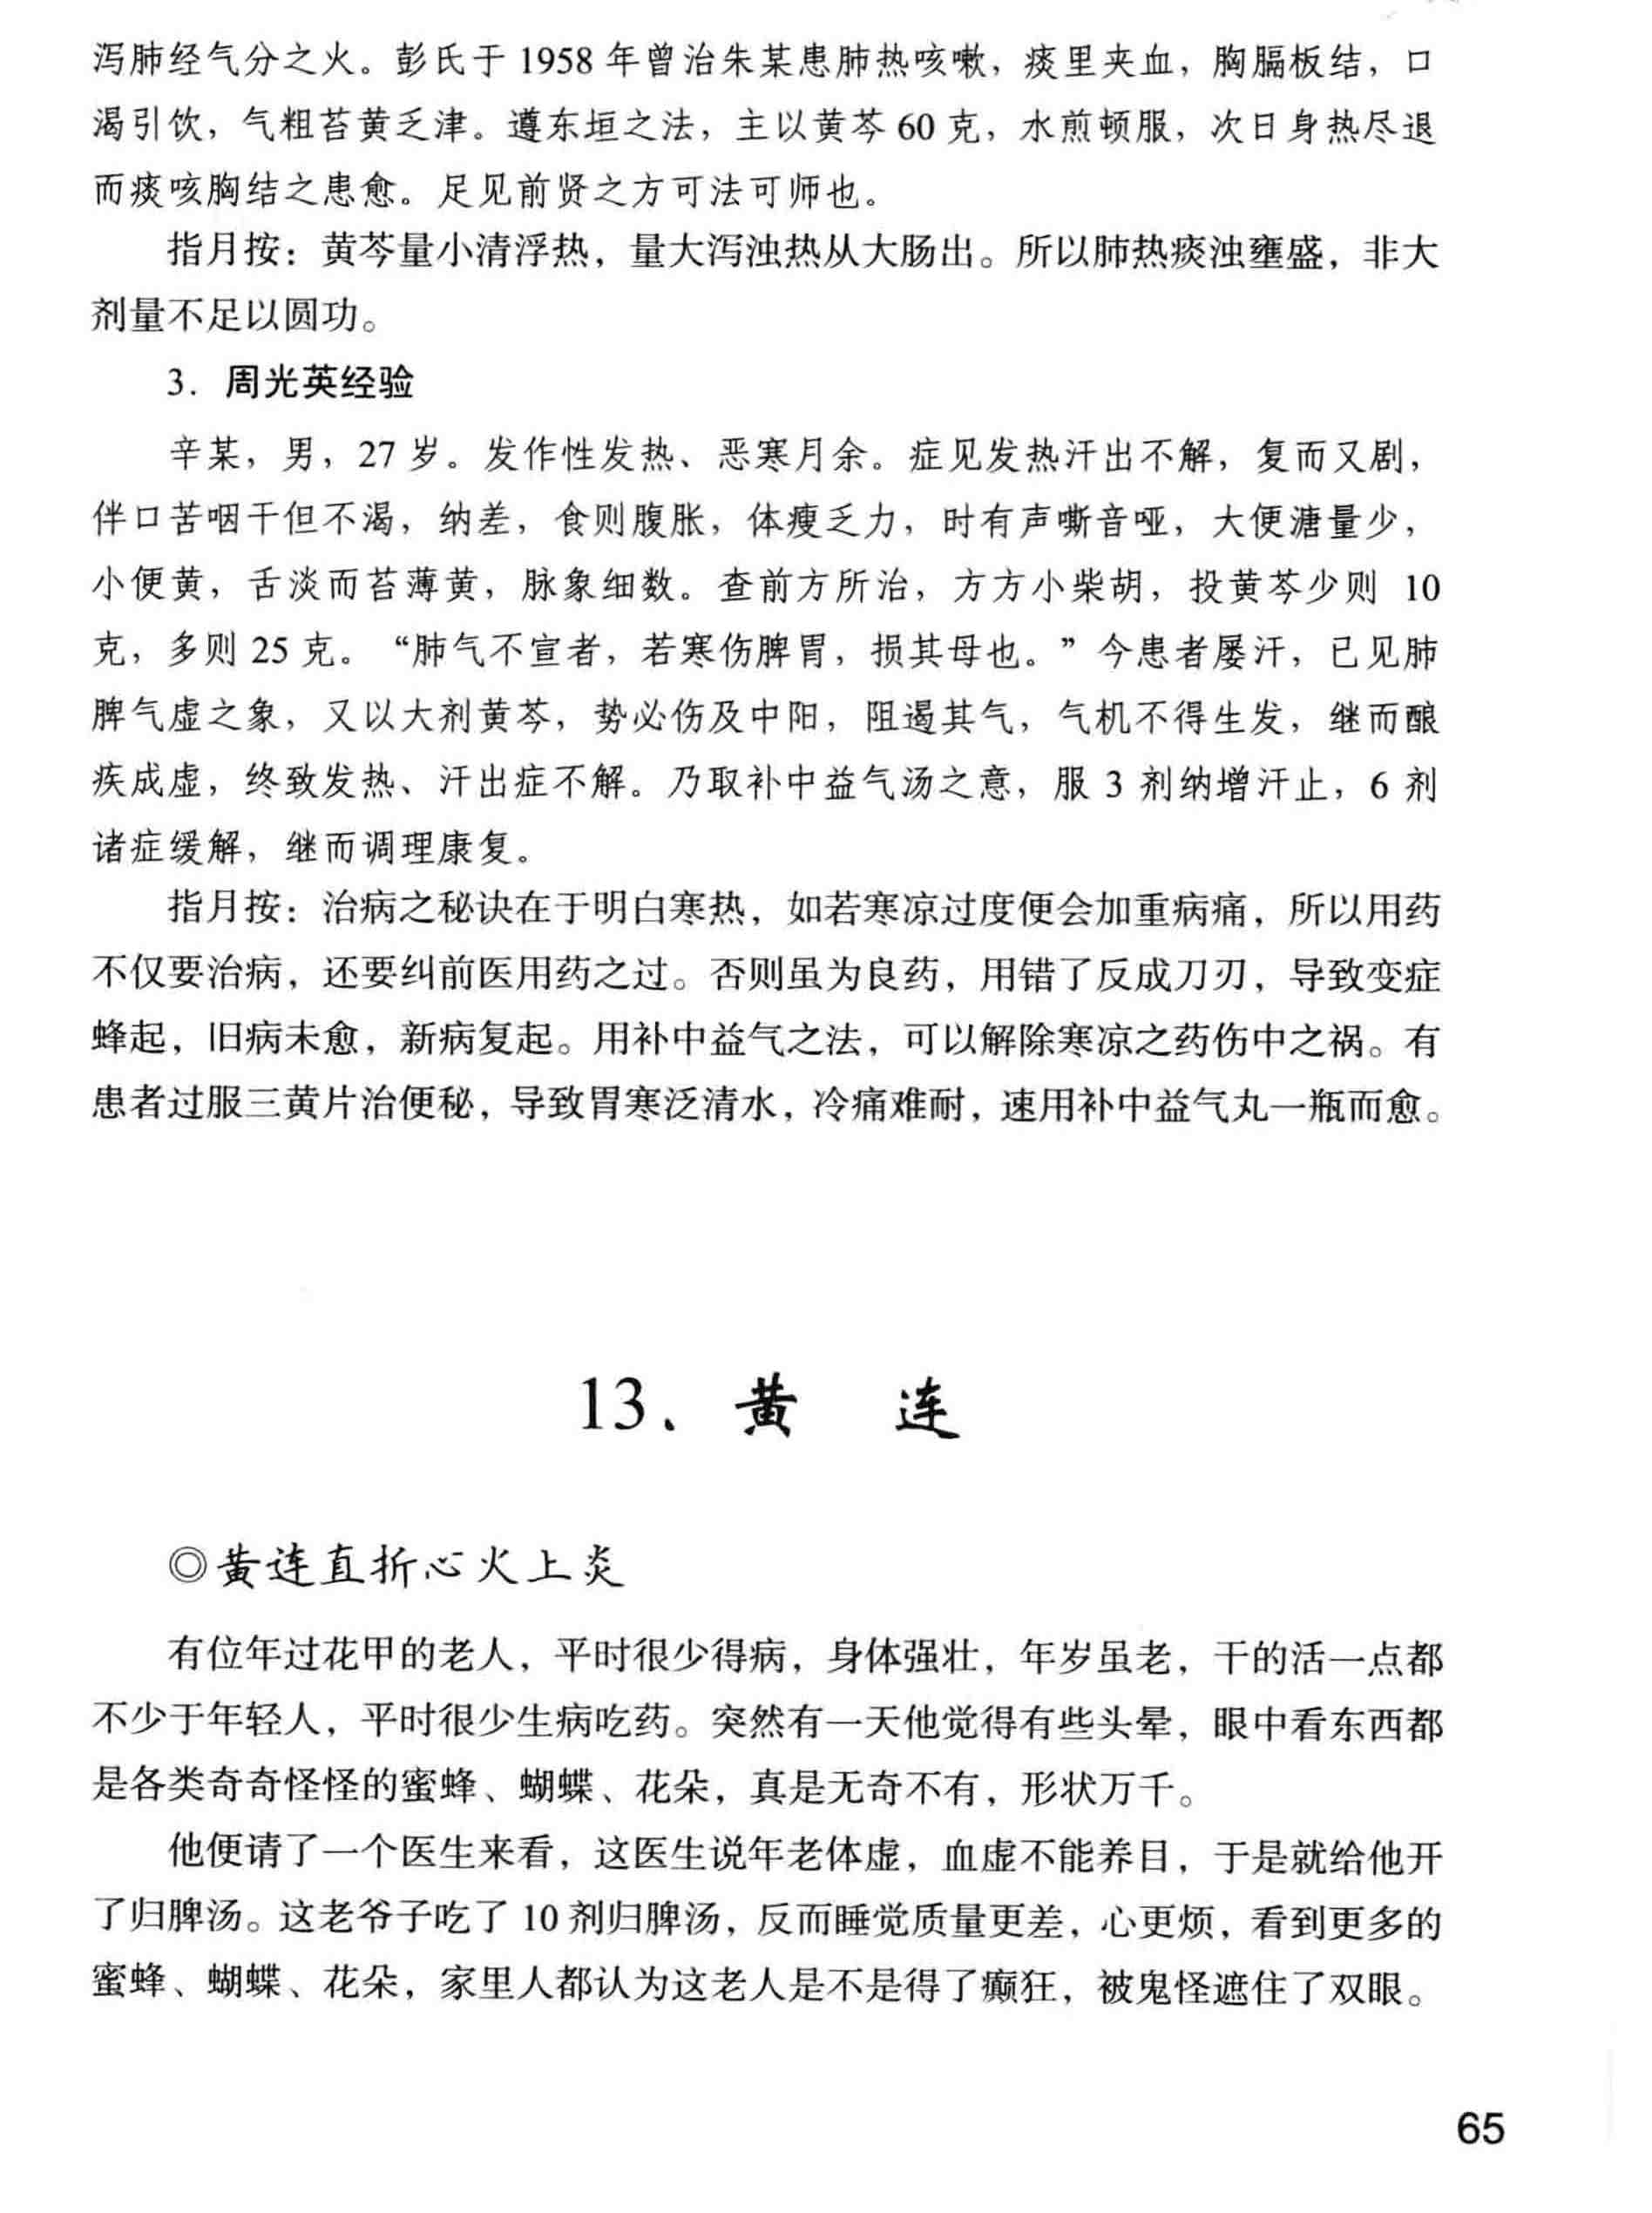 泻肺经气分之火。彭氏于 1958 年曾治朱某患肺热咳嗽，痰里夹血，胸膈板结，口
渴引饮，气粗苔黄乏津。遵东垣之法，主以黄芩 60 克，水煎顿服，次日身热尽退
而痰咳胸结之患愈。足见前贤之方可法可师也。
指月按：黄芩量小清浮热，量大泻浊热从大肠出。所以肺热痰浊壅盛，非大
剂量不足以圆功。
3. 周光英经验
辛某，男，27 岁。发作性发热、恶寒月余。症见发热汗出不解，复而又剧，
伴口苦咽干但不渴，纳差，食则腹胀，体瘦乏力，时有声嘶音哑，大便溏量少，
小便黄，舌淡而苔薄黄，脉象细数。查前方所治，方方小柴胡，投黄芩少则 10
克，多则 25 克。“肺气不宣者，若寒伤脾胃，损其母也。”今患者屡汗，已见肺
脾气虚之象，又以大剂黄芩，势必伤及中阳，阻遏其气，气机不得生发，继而酿
疾成虚，终致发热、汗出症不解。乃取补中益气汤之意，服 3 剂纳增汗止，6 剂
诸症缓解，继而调理康复。
指月按：治病之秘诀在于明白寒热，如若寒凉过度便会加重病痛，所以用药
不仅要治病，还要纠前医用药之过。否则虽为良药，用错了反成刀刃，导致变症
蜂起，旧病未愈，新病复起。用补中益气之法，可以解除寒凉之药伤中之祸。有
患者过服三黄片治便秘，导致胃寒泛清水，冷痛难耐，速用补中益气丸一瓶而愈。
13、黄 连
◎黄连直折心火上炎
有位年过花甲的老人，平时很少得病，身体强壮，年岁虽老，干的活一点都
不少于年轻人，平时很少生病吃药。突然有一天他觉得有些头晕，眼中看东西都
是各类奇奇怪怪的蜜蜂、蝴蝶、花朵，真是无奇不有，形状万千。
他便请了一个医生来看，这医生说年老体虚，血虚不能养目，于是就给他开
了归脾汤。这老爷子吃了 10 剂归脾汤，反而睡觉质量更差，心更烦，看到更多的
蜜蜂、蝴蝶、花朵，家里人都认为这老人是不是得了癫狂，被鬼怪遮住了双眼。
65